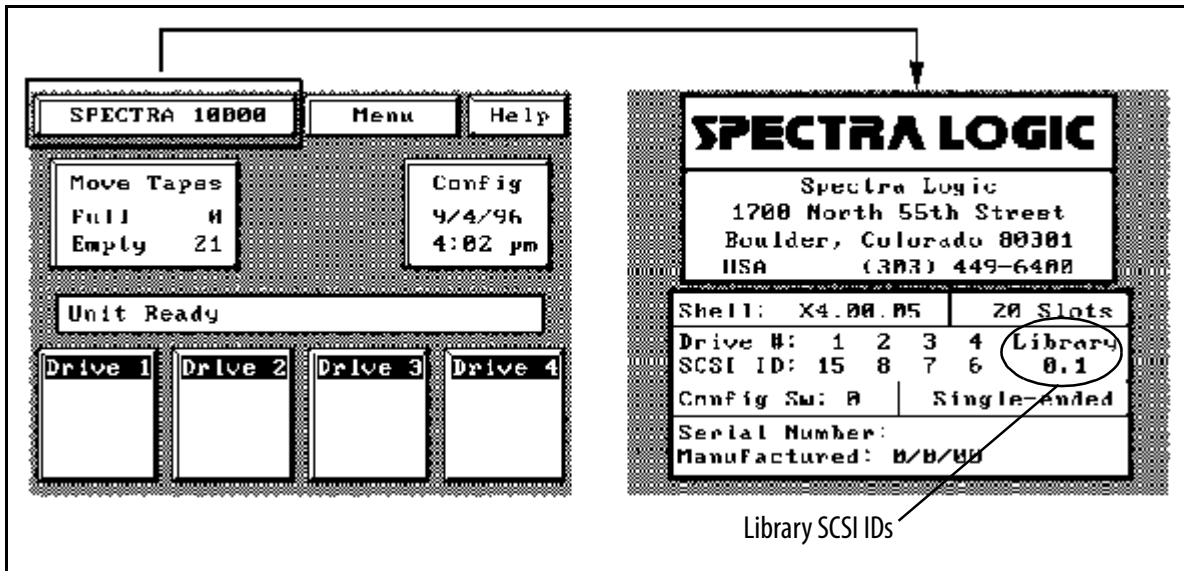 SPECTRA 10000
Menu
Help
Move Tapes
Full 0
Empty 21
Config
9/4/96
4:02 pm
Unit Ready
Drive 1
Drive 2
Drive 3
Drive 4
SPECTRA LOGIC
Spectra Logic
1700 North 55th Street
Boulder, Colorado 80301
USA (303) 449-6400
Shell: X4.00.05 20 Slots
Drive #: 1 2 3 4 Library
SCSI ID: 15 8 7 6 0.1
Config Sw: 0 Single-ended
Serial Number:
Manufactured: 0/0/00
Library SCSI IDs